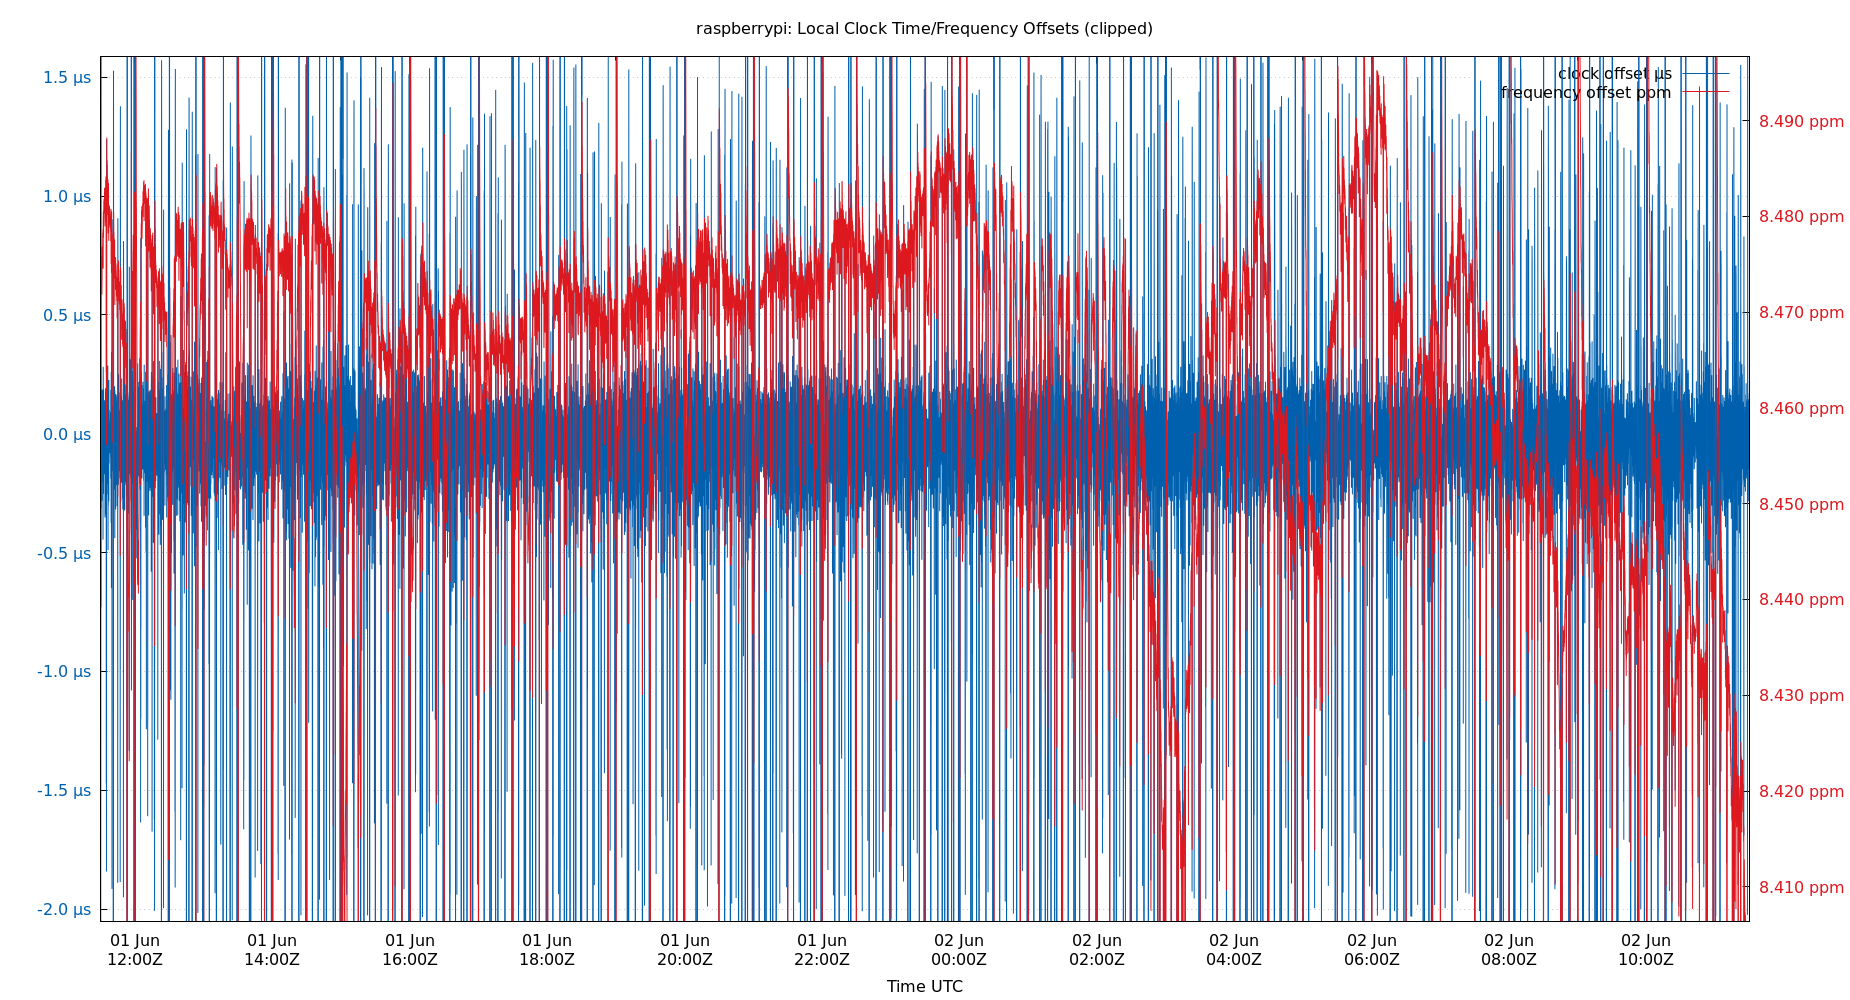 raspberrypi: Local Clock Time/Frequency Offsets (clipped)
clock offset µs
frequency offset ppm
1.5 µs
1.0 µs
0.5 µs
0.0 µs
-0.5 µs
-1.0 µs
-1.5 µs
-2.0 µs
8.490 ppm
8.480 ppm
8.470 ppm
8.460 ppm
8.450 ppm
8.440 ppm
8.430 ppm
8.420 ppm
8.410 ppm
01 Jun 01 Jun 01 Jun 01 Jun 01 Jun 01 Jun 02 Jun 02 Jun 02 Jun 02 Jun 02 Jun 02 Jun
12:00Z 14:00Z 16:00Z 18:00Z 20:00Z 22:00Z 00:00Z 02:00Z 04:00Z 06:00Z 08:00Z 10:00Z
Time UTC